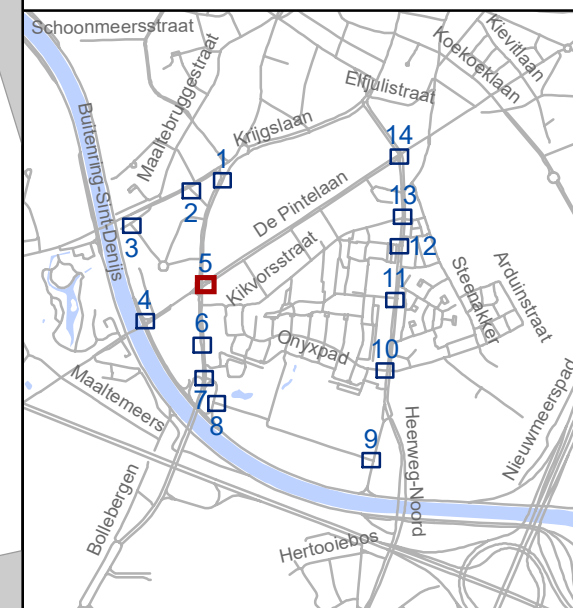 Schoonmeersstraat
Kievitlaan
Koekoeklaan
Maaltebruggestraat
Elfjulistraat
Buitenring-Sint-Denijs
Krijgslaan
14
1
2
De Pintelaan
13
3
12
5
Kikvorsstraat
Steenakker
Arduinstraat
11
4
6
Onyxpad
10
Maaltemeers
7
8
Nieuwmeerspad
Heerweg-Noord
9
Bollebergen
Hertooiebos